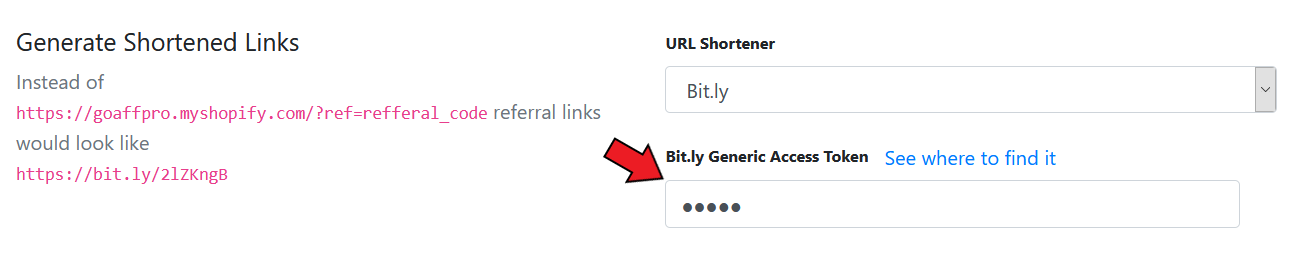 Generate Shortened Links
Instead of
https://goaffpro.myshopify.com/?ref=refferal_code referral links
would look like
https://bit.ly/2lZKngB
URL Shortener
Bit.ly
Bit.ly Generic Access Token See where to find it
●●●●●